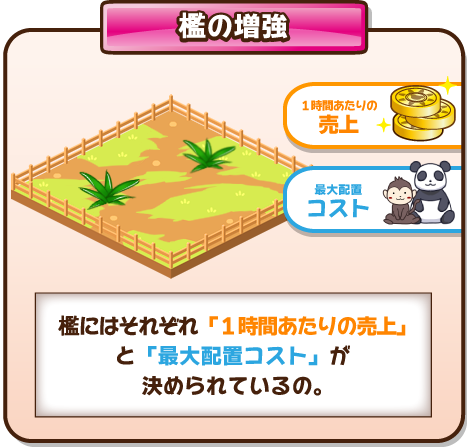 檻の増強
１時間あたりの
売上
最大配置
コスト
檻にはそれぞれ「１時間あたりの売上」
と「最大配置コスト」が
決められているの。